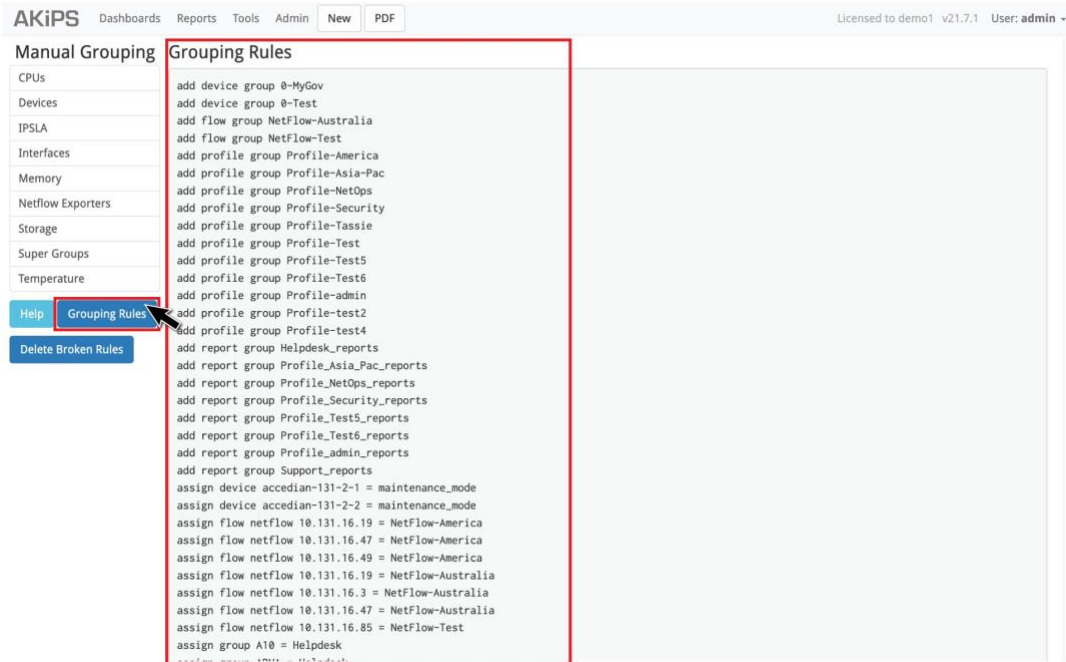 AKiPS Dashboards Reports Tools Admin New PDF Licensed to demo1 v21.7.1 User: admin
Manual Grouping
CPUs
Devices
IPSLA
Interfaces
Memory
Netflow Exporters
Storage
Super Groups
Temperature
Help Grouping Rules
Delete Broken Rules
Grouping Rules
add device group 0-MyGov
add device group 0-Test
add flow group NetFlow-Australia
add flow group NetFlow-Test
add profile group Profile-America
add profile group Profile-Asia-Pac
add profile group Profile-NetOps
add profile group Profile-Security
add profile group Profile-Tassie
add profile group Profile-Test
add profile group Profile-Test5
add profile group Profile-Test6
add profile group Profile-admin
add profile group Profile-test2
add profile group Profile-test4
add report group Helpdesk_reports
add report group Profile_Asia_Pac_reports
add report group Profile_NetOps_reports
add report group Profile_Security_reports
add report group Profile_Test5_reports
add report group Profile_Test6_reports
add report group Profile_admin_reports
add report group Support_reports
assign device accedian-131-2-1 = maintenance_mode
assign device accedian-131-2-2 = maintenance_mode
assign flow netflow 10.131.16.19 = NetFlow-America
assign flow netflow 10.131.16.47 = NetFlow-America
assign flow netflow 10.131.16.49 = NetFlow-America
assign flow netflow 10.131.16.19 = NetFlow-Australia
assign flow netflow 10.131.16.3 = NetFlow-Australia
assign flow netflow 10.131.16.47 = NetFlow-Australia
assign flow netflow 10.131.16.85 = NetFlow-Test
assign group A10 = Helpdesk